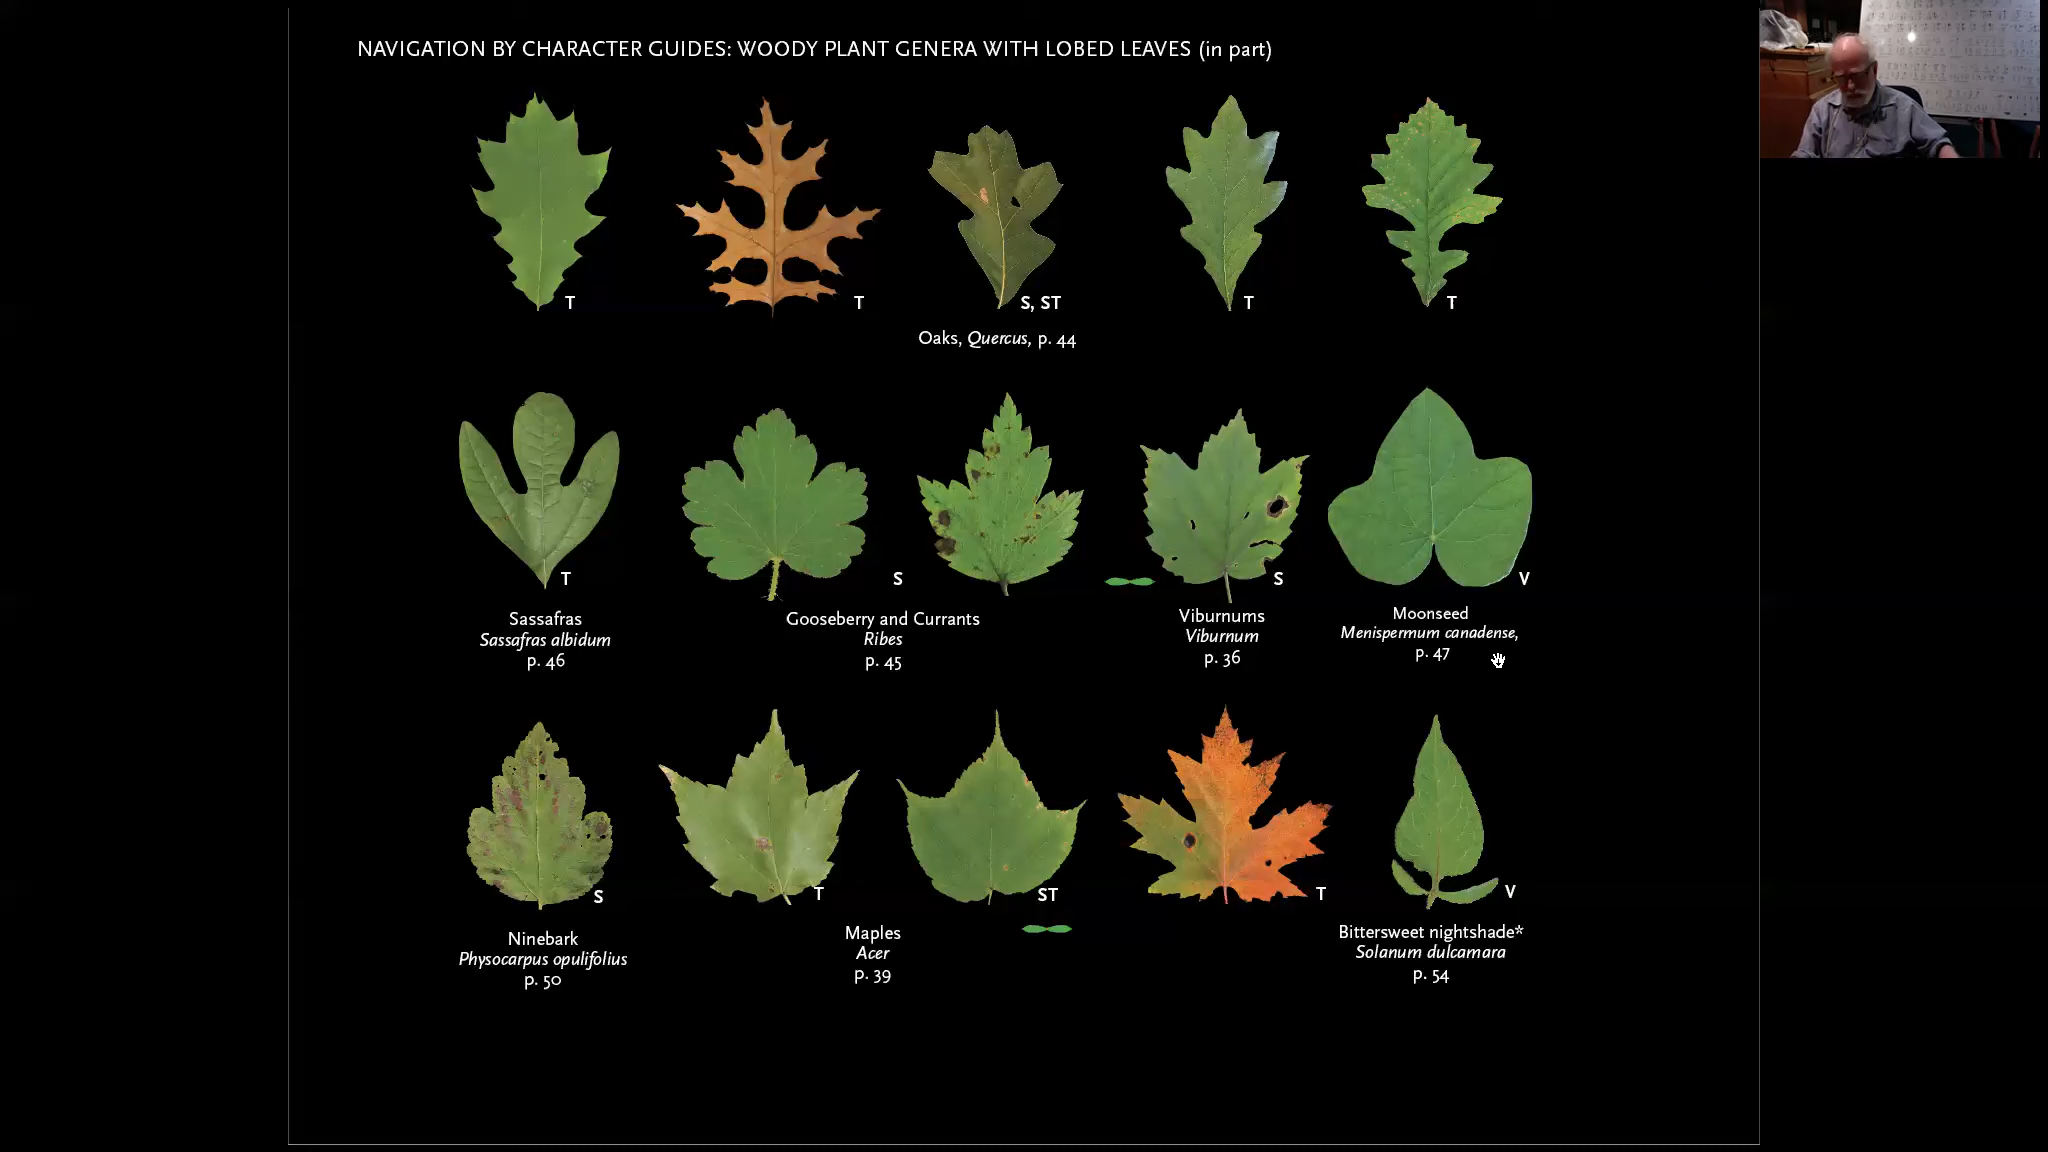 NAVIGATION BY CHARACTER GUIDES: WOODY PLANT GENERA WITH LOBED LEAVES (in part)
T
T
S, ST
T
T
Oaks, Quercus, p. 44
T
S
S
V
Sassafras
Sassafras albidum
p. 46
Gooseberry and Currants
Ribes
p. 45
Viburnums
Viburnum
p. 36
Moonseed
Menispermum canadense,
p. 47
S
T
ST
T
V
Ninebark
Physocarpus opulifolius
p. 50
Maples
Acer
p. 39
Bittersweet nightshade*
Solanum dulcamara
p. 54